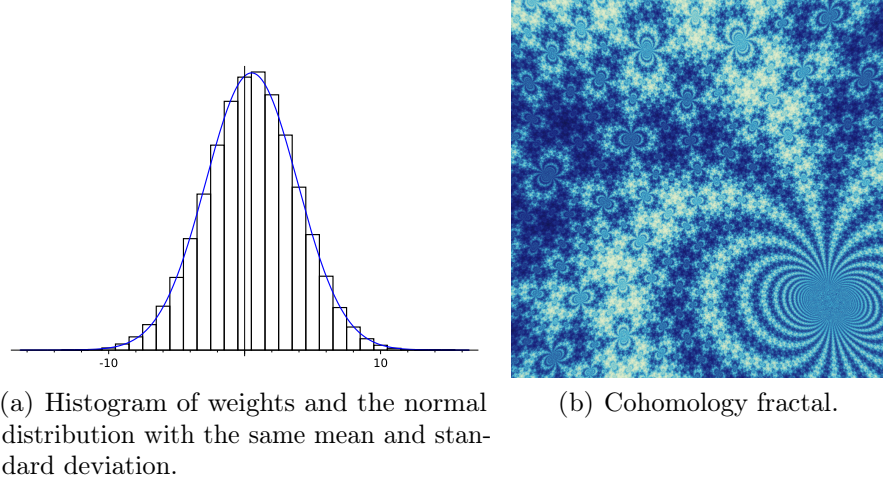 -10 10
(a) Histogram of weights and the normal
distribution with the same mean and stan-
dard deviation.
(b) Cohomology fractal.